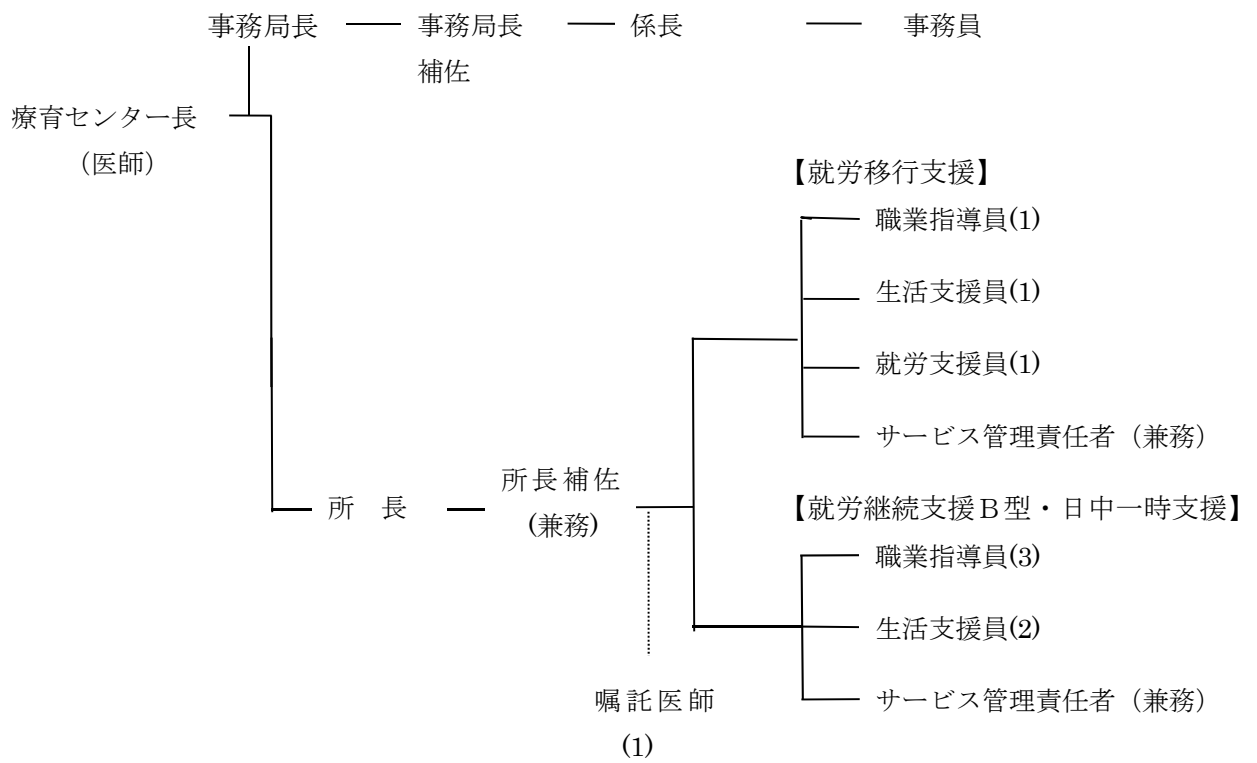 事務局長 事務局長補佐 係長 事務員
療育センター長
（医師）
【就労移行支援】
職業指導員(1)
生活支援員(1)
就労支援員(1)
サービス管理責任者（兼務）
所　長 所長補佐
(兼務)
【就労継続支援Ｂ型・日中一時支援】
職業指導員(3)
生活支援員(2)
サービス管理責任者（兼務）
嘱託医師
(1)